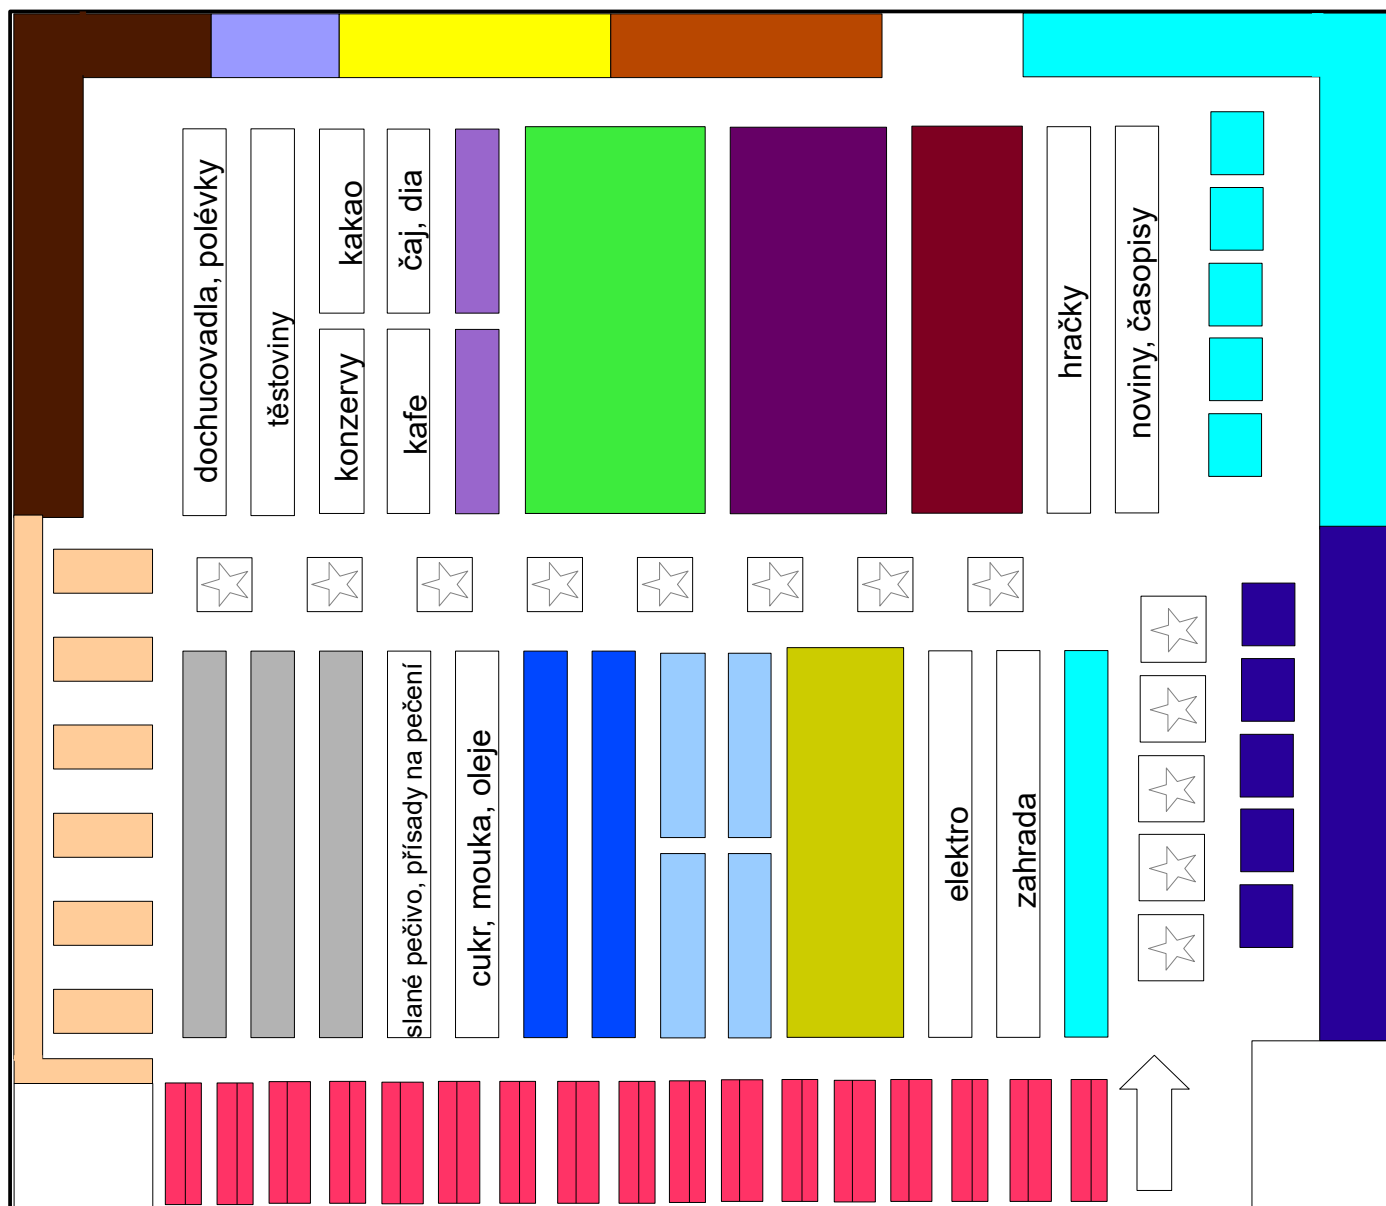 dochucovadla, polévky
těstoviny
kakao
konzervy
čaj, dia
kafe
hračky
noviny, časopisy
slané pečivo, přísady na pečení
cukr, mouka, oleje
elektro
zahrada